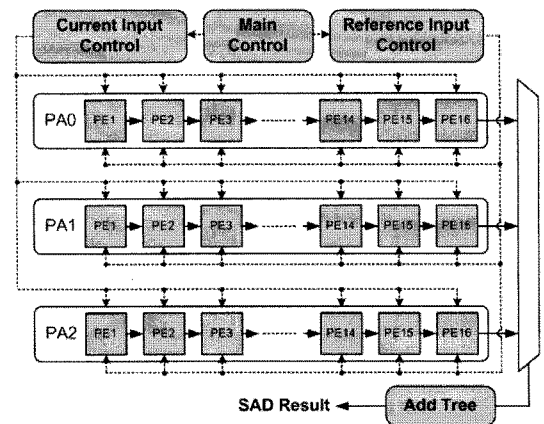 Current Input Control
Main Control
Reference Input Control
PA0 PE1 PE2 PE3 PE14 PE15 PE16
PA1 PE1 PE2 PE3 PE14 PE15 PE16
PA2 PE1 PE2 PE3 PE14 PE15 PE16
SAD Result
Add Tree